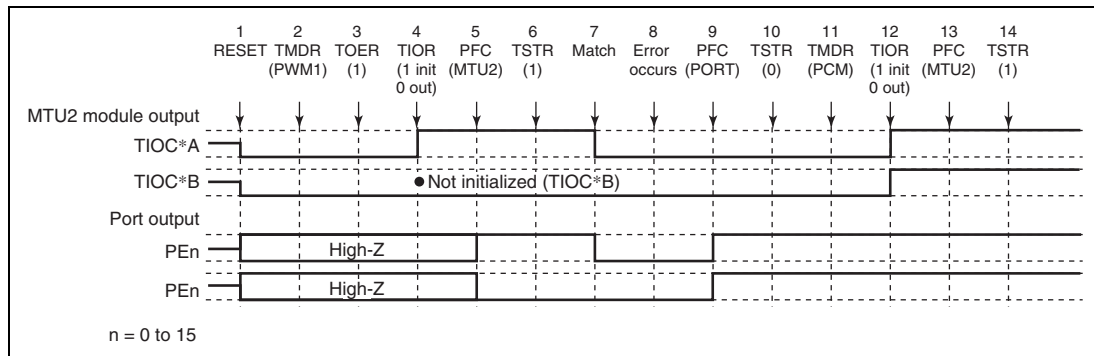 1 2 3 4 5 6 7 8 9 10 11 12 13 14
RESET TMDR TOER TIOR PFC TSTR Match Error PFC TSTR TMDR TIOR PFC TSTR
(PWM1) (1) (1 init (MTU2) (1) occurs (PORT) (0) (PCM) (1 init (MTU2) (1)
0 out) 0 out)
MTU2 module output
TIOC*A
TIOC*B ● Not initialized (TIOC*B)
Port output
PEn High-Z
PEn High-Z
n = 0 to 15